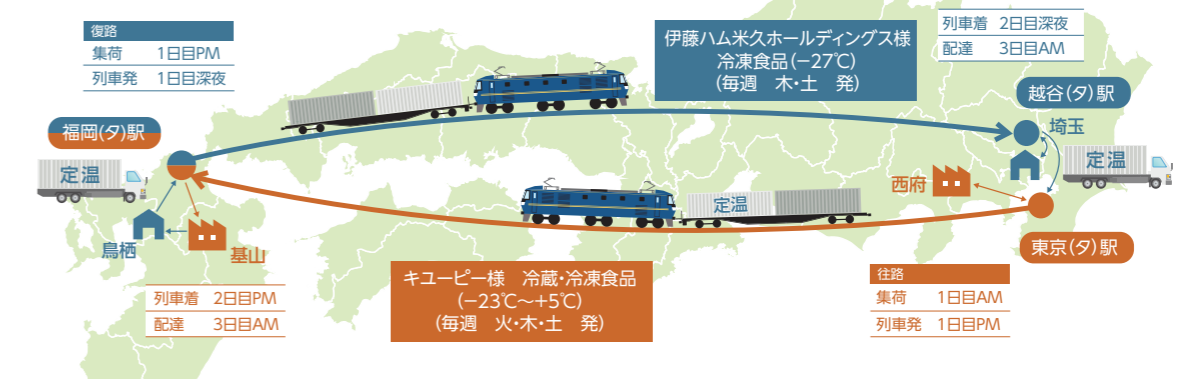 復路
集荷 1日目PM
列車発 1日目深夜
伊藤ハム米久ホールディングス様
冷凍食品(−27℃)
(毎週 木・土 発)
列車着 2日目深夜
配達 3日目AM
越谷(タ)駅
埼玉
定温
福岡(タ)駅
定温
鳥栖
基山
定温
西府
東京(タ)駅
列車着 2日目PM
配達 3日目AM
キユーピー様 冷蔵・冷凍食品
(−23℃〜+5℃)
(毎週 火・木・土 発)
往路
集荷 1日目AM
列車発 1日目PM